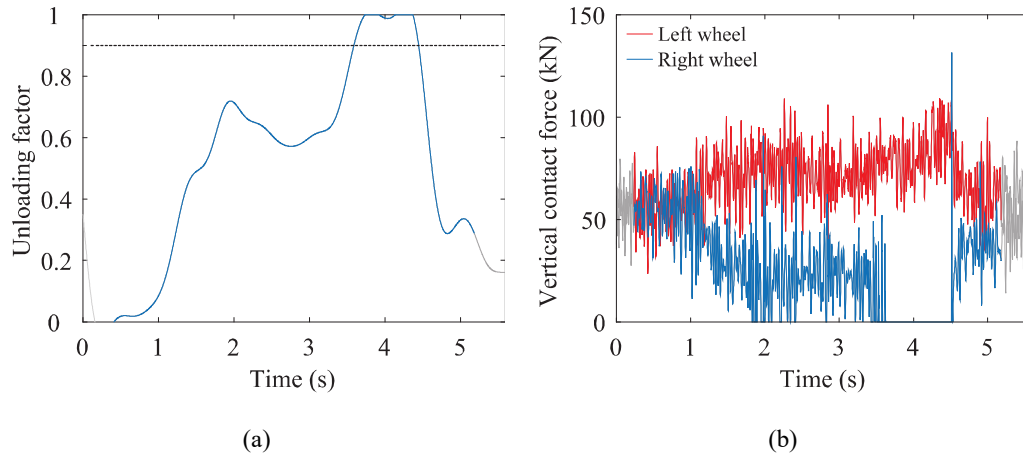 1
0.8
0.6
0.4
0.2
0
Unloading factor
0 1 2 3 4 5
Time (s)
(a)
150
100
50
0
Vertical contact force (kN)
Left wheel
Right wheel
0 1 2 3 4 5
Time (s)
(b)